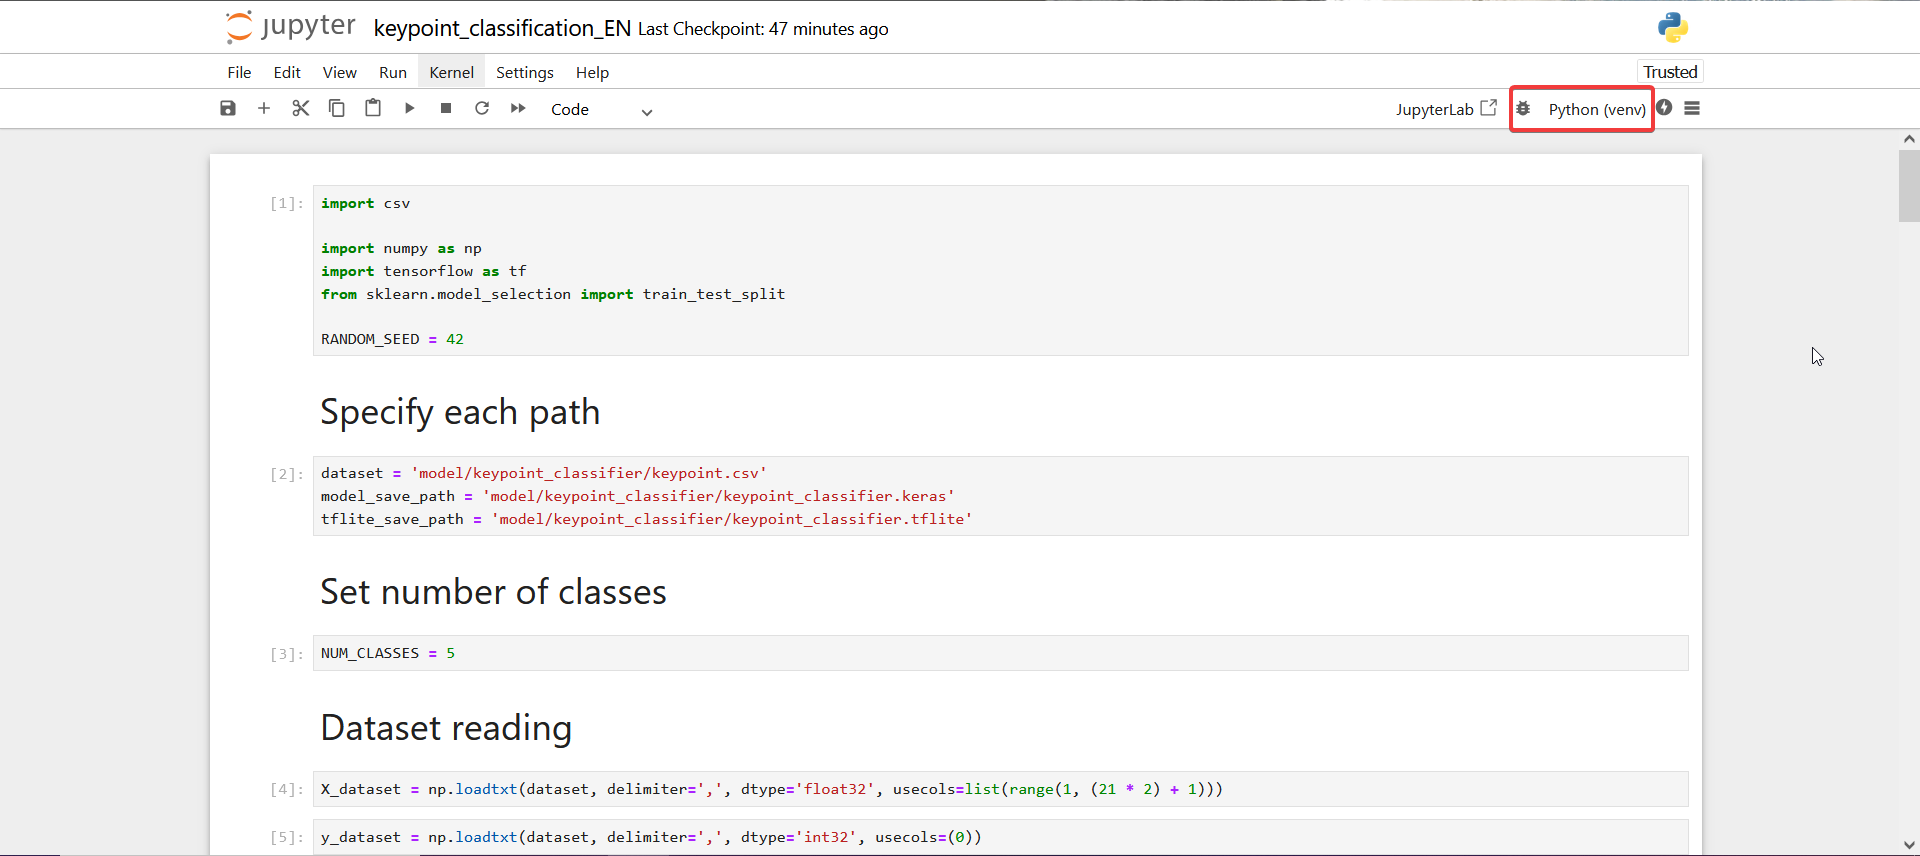 jupyter keypoint_classification_EN Last Checkpoint: 47 minutes ago
File Edit View Run Kernel Settings Help Trusted
Code JupyterLab Python (venv)
[1]: import csv
import numpy as np
import tensorflow as tf
from sklearn.model_selection import train_test_split
RANDOM_SEED = 42
Specify each path
[2]: dataset = 'model/keypoint_classifier/keypoint.csv'
model_save_path = 'model/keypoint_classifier/keypoint_classifier.keras'
tflite_save_path = 'model/keypoint_classifier/keypoint_classifier.tflite'
Set number of classes
[3]: NUM_CLASSES = 5
Dataset reading
[4]: X_dataset = np.loadtxt(dataset, delimiter=',', dtype='float32', usecols=list(range(1, (21 * 2) + 1)))
[5]: y_dataset = np.loadtxt(dataset, delimiter=',', dtype='int32', usecols=(0))